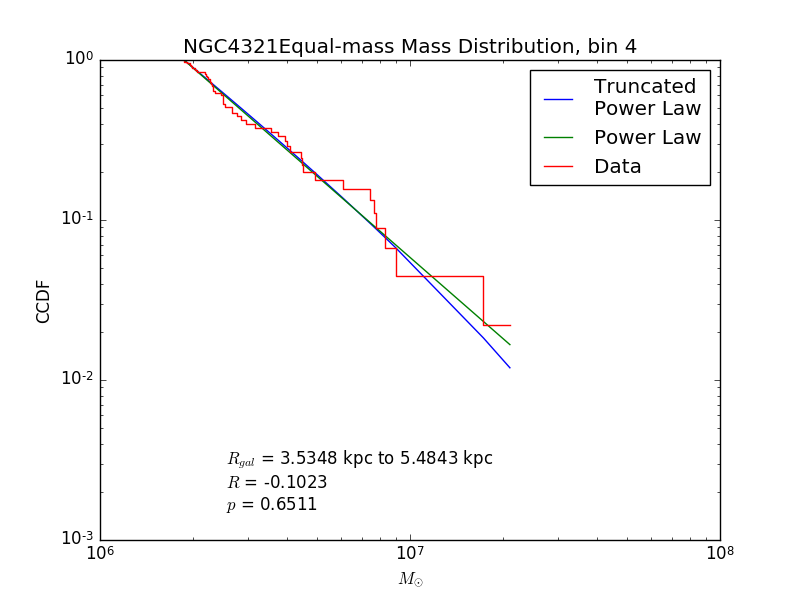 NGC4321Equal-mass Mass Distribution, bin 4
10^0
10^-1
10^-2
10^-3
CCDF
Truncated
Power Law
Power Law
Data
R_gal = 3.5348 kpc to 5.4843 kpc
R = -0.1023
p = 0.6511
10^6
10^7
10^8
M_⊙